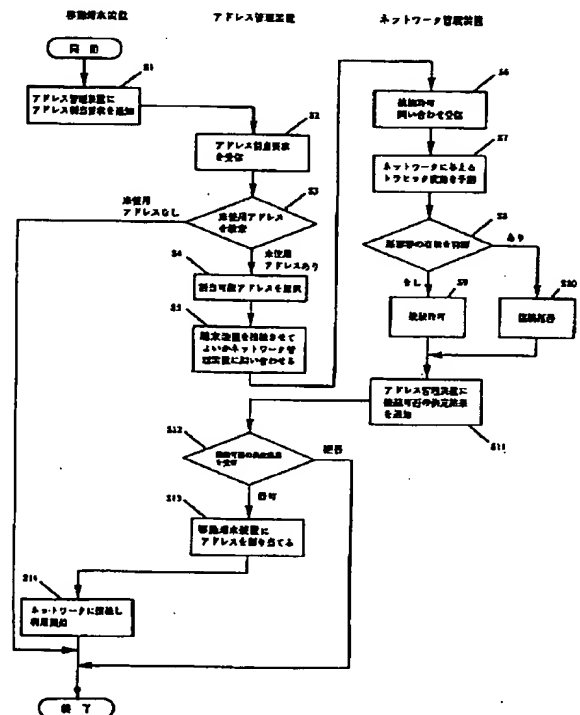 移動端末装置
アドレス管理装置
ネットワーク管理装置
開始
S1
アドレス管理装置に
アドレス割当要求を通知
S2
アドレス割当要求
を受信
S3
未使用アドレス
を検索
未使用
アドレスなし
未使用
アドレスあり
S4
割当可能アドレスを選択
S5
端末装置を接続させて
よいかネットワーク管
理装置に問い合わせる
S6
接続許可
問い合わせ受信
S7
ネットワークに与える
トラヒック変動を予測
S8
悪影響の有無を判断
あり
なし
S9
接続許可
S10
接続拒否
アドレス管理装置に
接続可否の決定結果
を通知
S11
S12
接続可否の決定結果
を受信
拒否
許可
S13
移動端末装置に
アドレスを割り当てる
S14
ネットワークに接続し
利用開始
終了